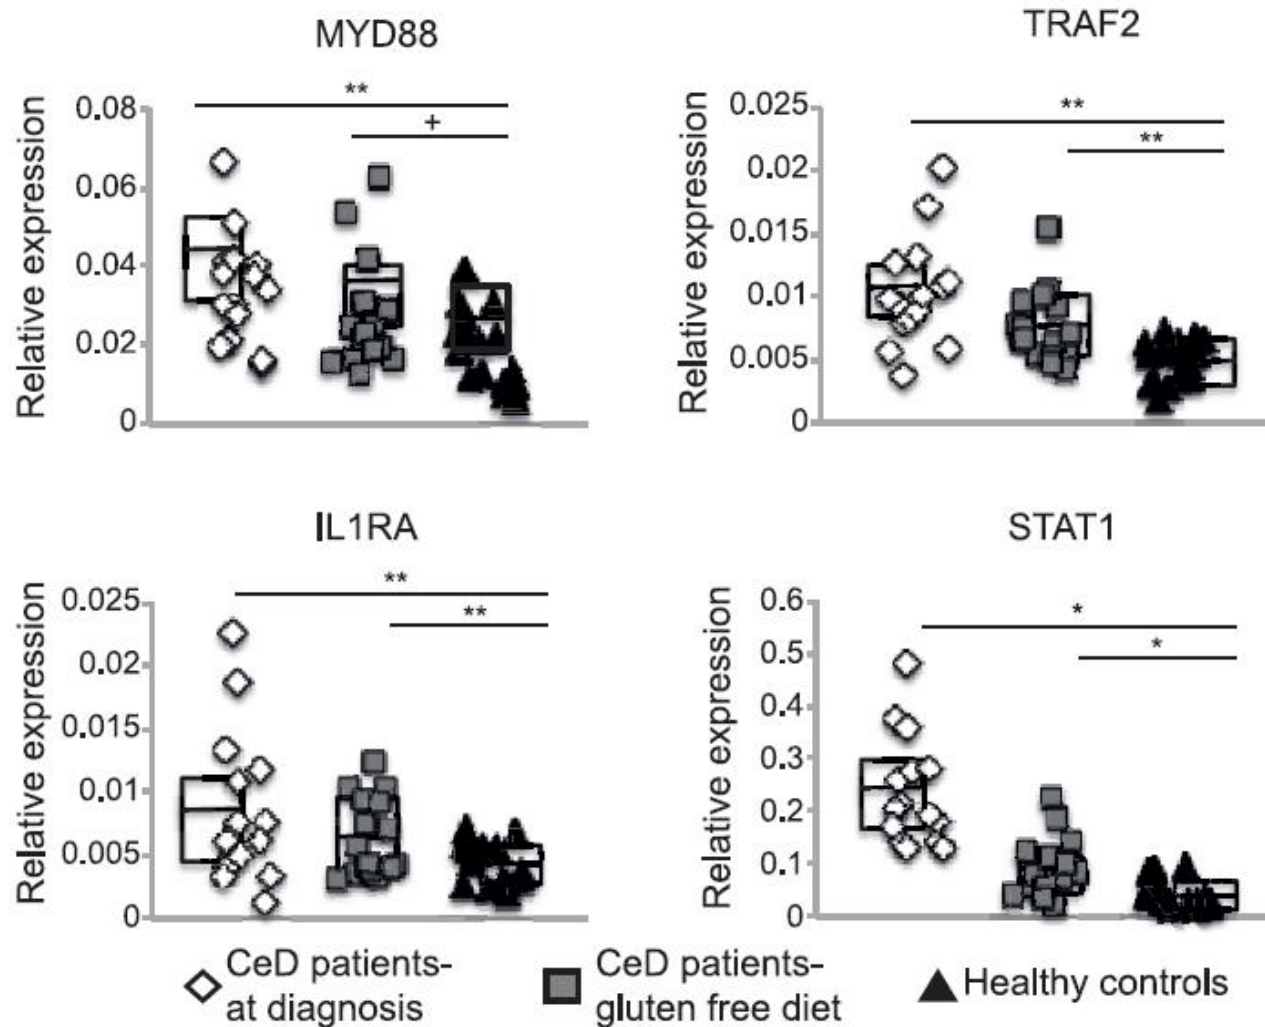 MYD88
Relative expression
0.08
0.06
0.04
0.02
0
**
+
TRAF2
Relative expression
0.025
0.02
0.015
0.01
0.005
0
**
**
IL1RA
Relative expression
0.025
0.02
0.015
0.01
0.005
0
**
**
STAT1
Relative expression
0.6
0.5
0.4
0.3
0.2
0.1
0
*
*
CeD patients-
at diagnosis
CeD patients-
gluten free diet
Healthy controls